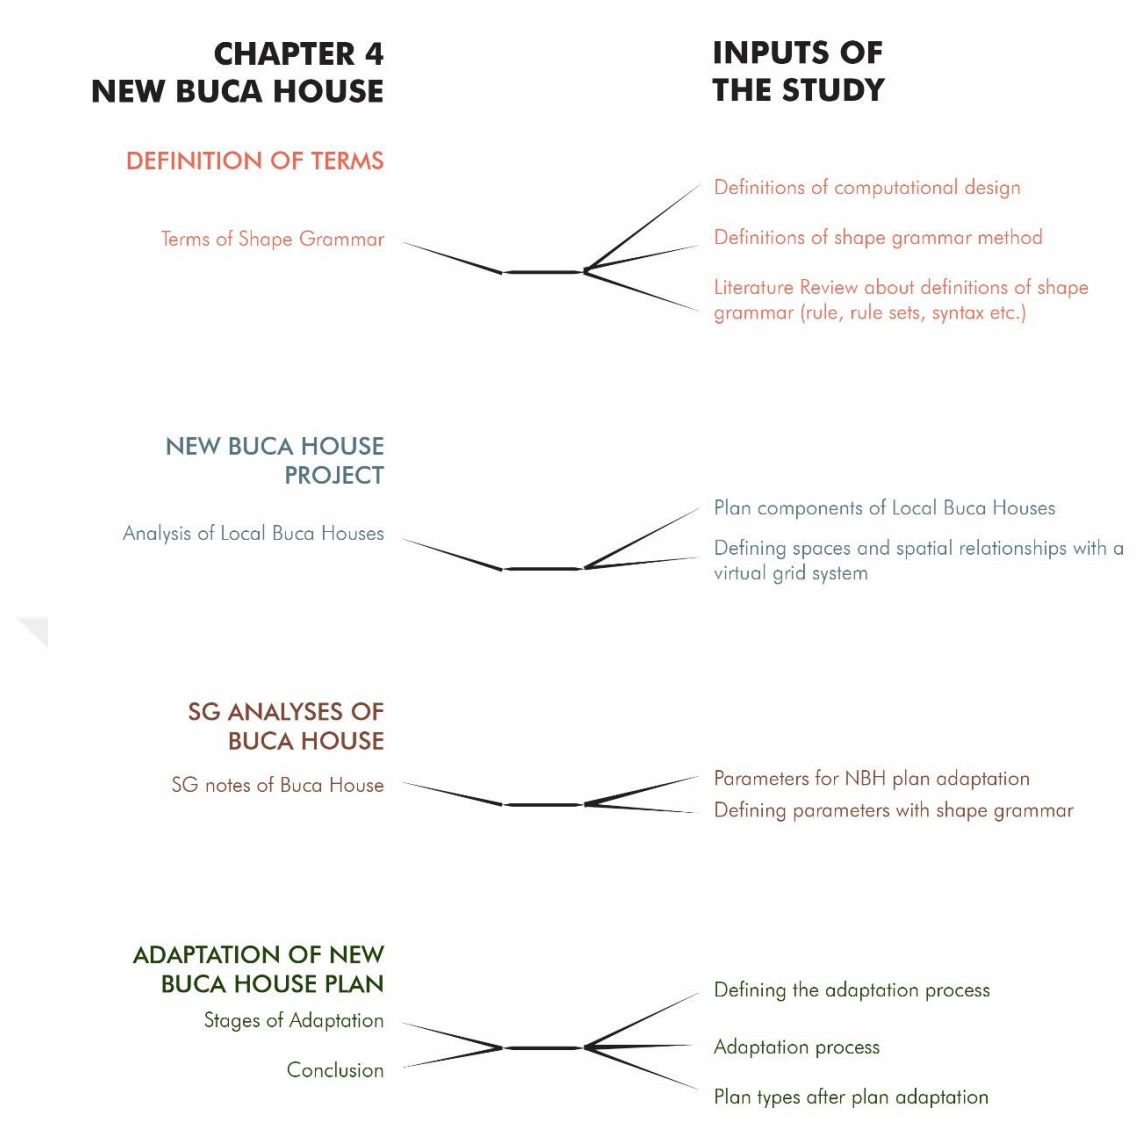 CHAPTER 4
NEW BUCA HOUSE
INPUTS OF
THE STUDY
DEFINITION OF TERMS
Terms of Shape Grammar
Definitions of computational design
Definitions of shape grammar method
Literature Review about definitions of shape
grammar (rule, rule sets, syntax etc.)
NEW BUCA HOUSE
PROJECT
Analysis of Local Buca Houses
Plan components of Local Buca Houses
Defining spaces and spatial relationships with a
virtual grid system
SG ANALYSES OF
BUCA HOUSE
SG notes of Buca House
Parameters for NBH plan adaptation
Defining parameters with shape grammar
ADAPTATION OF NEW
BUCA HOUSE PLAN
Stages of Adaptation
Conclusion
Defining the adaptation process
Adaptation process
Plan types after plan adaptation